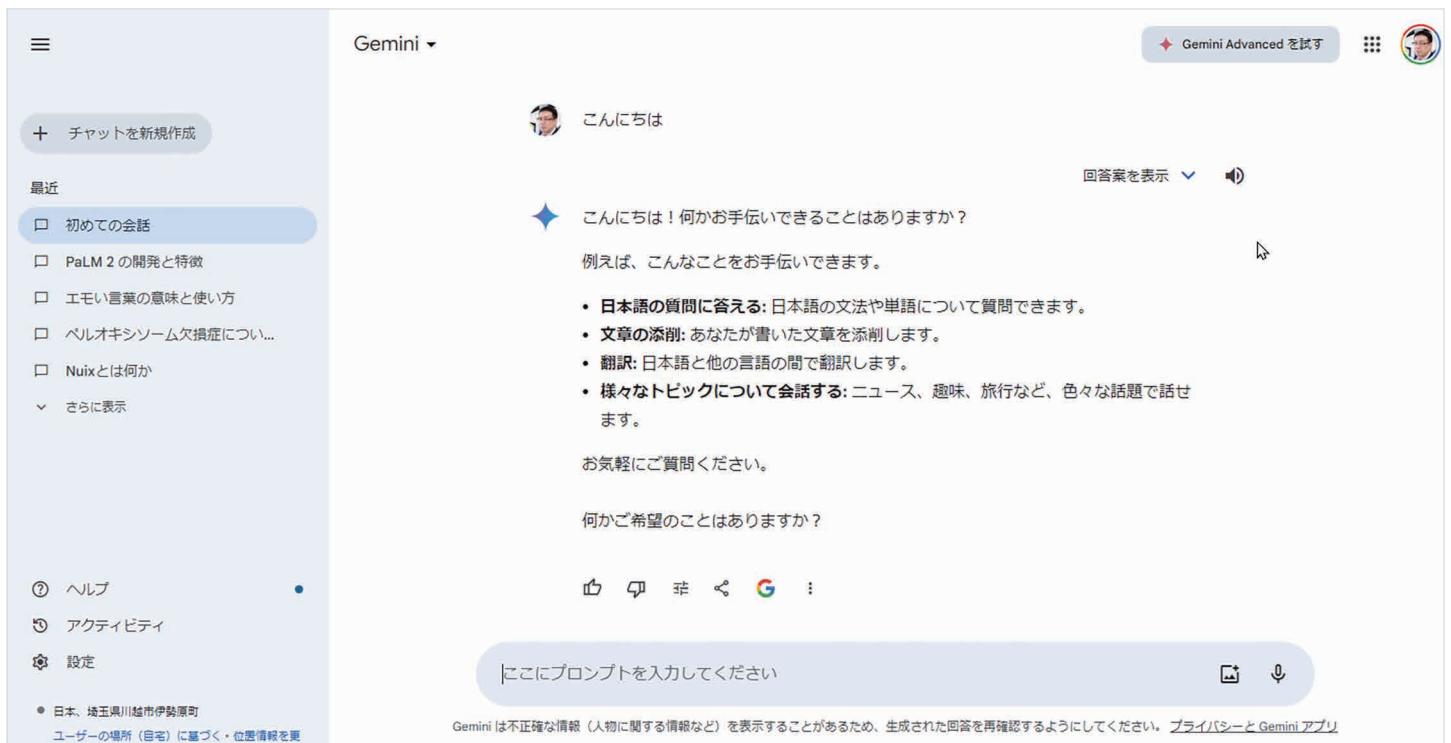 Gemini
Gemini Advanced を試す
チャットを新規作成
最近
初めての会話
PaLM 2 の開発と特徴
エモい言葉の意味と使い方
ペルオキシソーム欠損症につい...
Nuixとは何か
さらに表示
ヘルプ
アクティビティ
設定
日本、埼玉県川越市伊勢原町
ユーザーの場所（自宅）に基づく・位置情報を更
こんにちは
回答案を表示
こんにちは！何かお手伝いできることはありますか？
例えば、こんなことをお手伝いできます。
• 日本語の質問に答える: 日本語の文法や単語について質問できます。
• 文章の添削: あなたが書いた文章を添削します。
• 翻訳: 日本語と他の言語の間で翻訳します。
• 様々なトピックについて会話する: ニュース、趣味、旅行など、色々な話題で話せ
ます。
お気軽にご質問ください。
何かご希望のことはありますか？
ここにプロンプトを入力してください
Gemini は不正確な情報（人物に関する情報など）を表示することがあるため、生成された回答を再確認するようにしてください。 プライバシーと Gemini アプリ